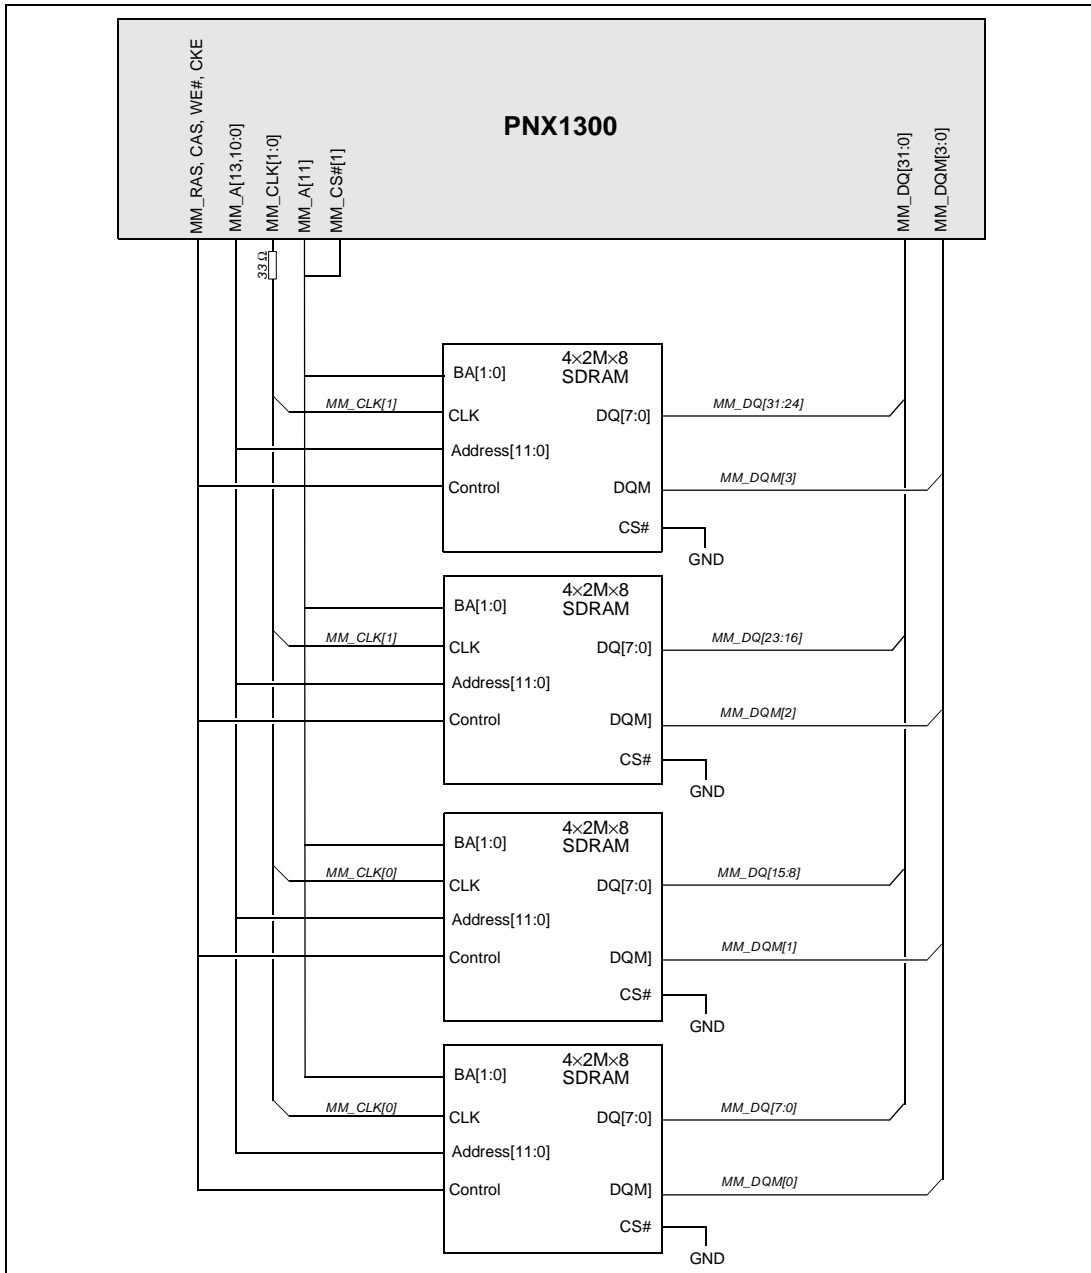 PNX1300
MM_RAS, CAS, WE#, CKE
MM_A[13,10:0]
MM_CLK[1:0]
MM_A[11]
MM_CS#[1]
MM_DQ[31:0]
MM_DQM[3:0]
33 Ω
4×2M×8
SDRAM
BA[1:0]
MM_CLK[1]
CLK
DQ[7:0]
MM_DQ[31:24]
Address[11:0]
Control
DQM
MM_DQM[3]
CS#
GND
4×2M×8
SDRAM
BA[1:0]
MM_CLK[1]
CLK
DQ[7:0]
MM_DQ[23:16]
Address[11:0]
Control
DQM]
MM_DQM[2]
CS#
GND
4×2M×8
SDRAM
BA[1:0]
MM_CLK[0]
CLK
DQ[7:0]
MM_DQ[15:8]
Address[11:0]
Control
DQM]
MM_DQM[1]
CS#
GND
4×2M×8
SDRAM
BA[1:0]
MM_CLK[0]
CLK
DQ[7:0]
MM_DQ[7:0]
Address[11:0]
Control
DQM]
MM_DQM[0]
CS#
GND